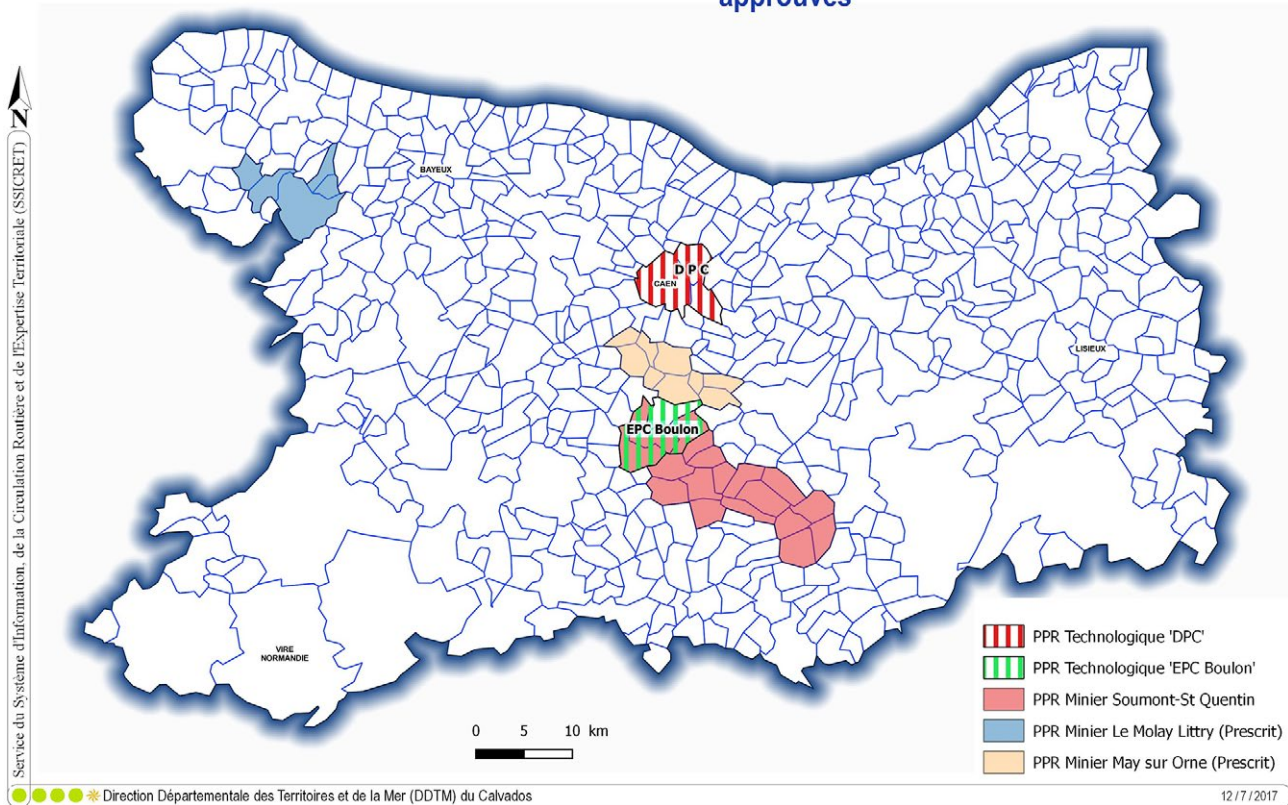 approuvés
N
Service du Système d'Information, de la Circulation Routière et de l'Expertise Territoriale (SSICRET)
BAYEUX
D P C
CAEN
LISIEUX
EPC Boulon
VIRE
NORMANDIE
0 5 10 km
PPR Technologique 'DPC'
PPR Technologique 'EPC Boulon'
PPR Minier Soumont-St Quentin
PPR Minier Le Molay Littry (Prescrit)
PPR Minier May sur Orne (Prescrit)
Direction Départementale des Territoires et de la Mer (DDTM) du Calvados
12/7/2017